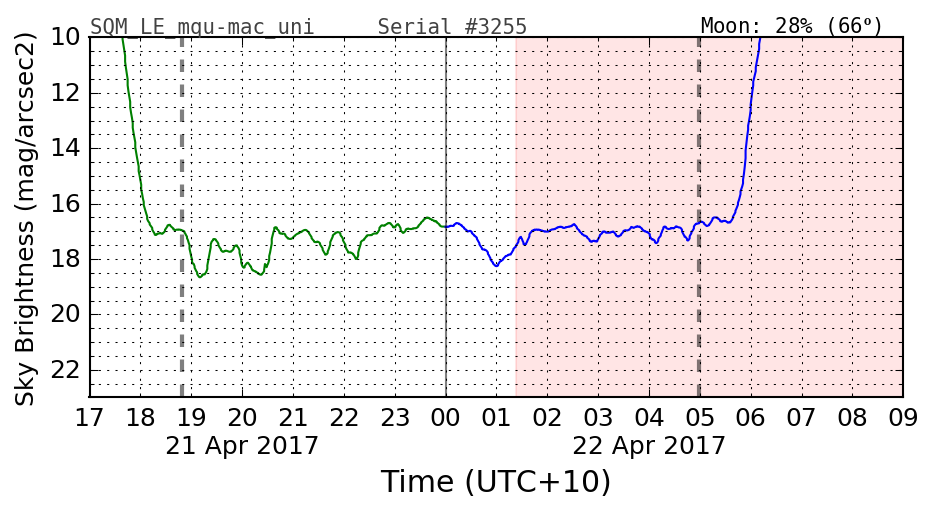 SQM_LE_mqu-mac_uni Serial #3255 Moon: 28% (66º)
Sky Brightness (mag/arcsec2)
10
12
14
16
18
20
22
17 18 19 20 21 22 23 00 01 02 03 04 05 06 07 08 09
21 Apr 2017 22 Apr 2017
Time (UTC+10)